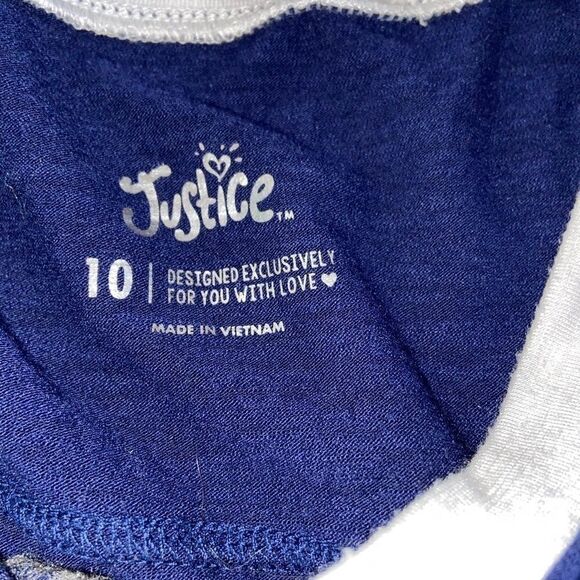 Justice™
10 | DESIGNED EXCLUSIVELY
FOR YOU WITH LOVE ♥
MADE IN VIETNAM